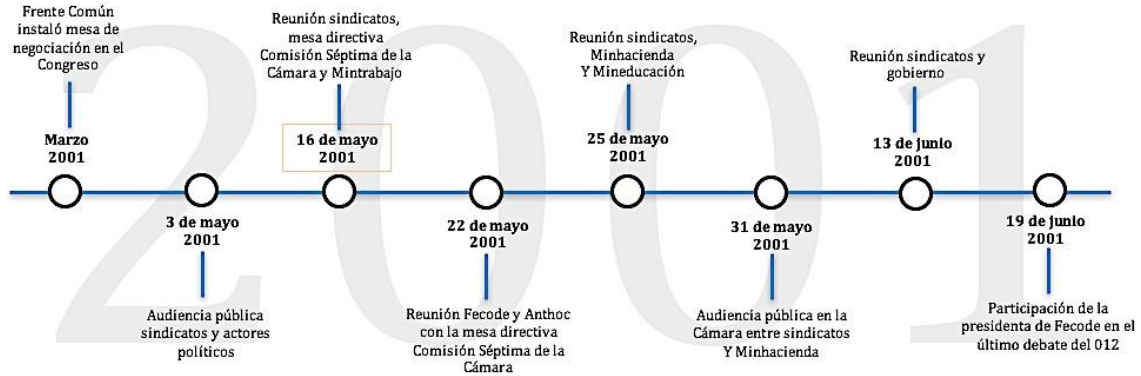 2001
Frente Común
instaló mesa de
negociación en el
Congreso
Marzo
2001
3 de mayo
2001
Audiencia pública
sindicatos y actores
políticos
Reunión sindicatos,
mesa directiva
Comisión Séptima de la
Cámara y Mintrabajo
16 de mayo
2001
22 de mayo
2001
Reunión Fecode y Anthoc
con la mesa directiva
Comisión Séptima de la
Cámara
Reunión sindicatos,
Minhacienda
Y Mineducación
25 de mayo
2001
31 de mayo
2001
Audiencia pública en la
Cámara entre sindicatos
Y Minhacienda
Reunión sindicatos y
gobierno
13 de junio
2001
19 de junio
2001
Participación de la
presidenta de Fecode en el
último debate del 012